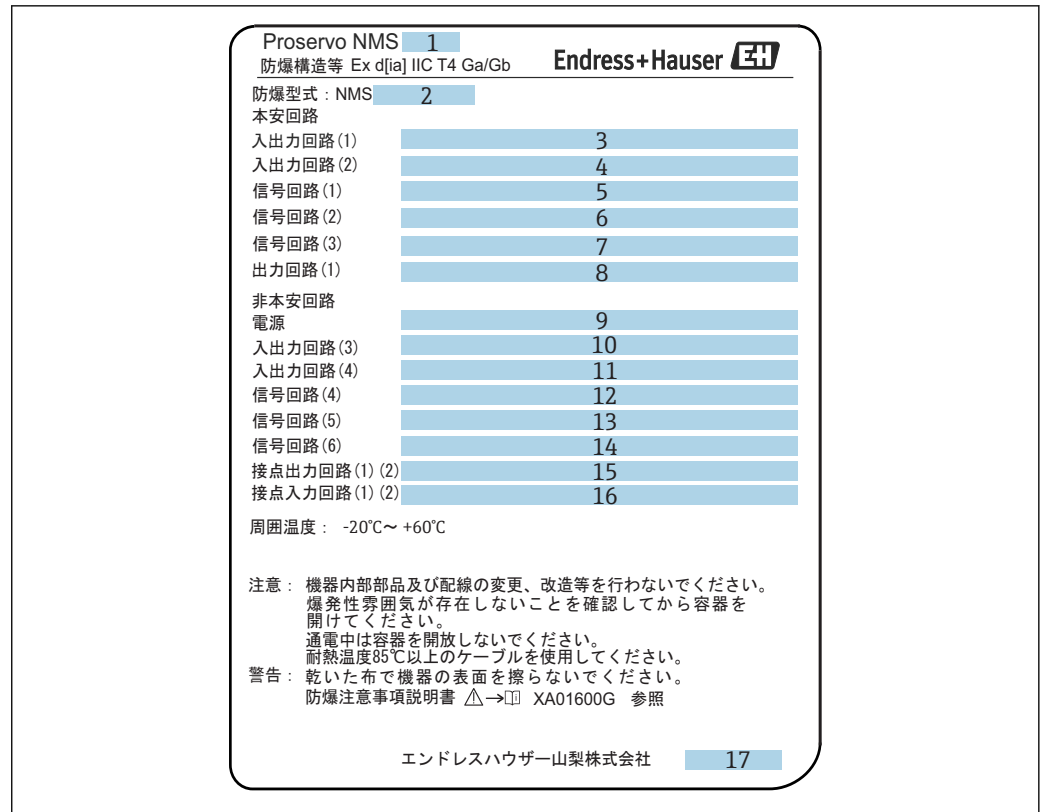 Proservo NMS 1
防爆構造等 Ex d[ia] IIC T4 Ga/Gb
Endress+Hauser EH
防爆型式：NMS 2
本安回路
入出力回路(1) 3
入出力回路(2) 4
信号回路(1) 5
信号回路(2) 6
信号回路(3) 7
出力回路(1) 8
非本安回路
電源 9
入出力回路(3) 10
入出力回路(4) 11
信号回路(4) 12
信号回路(5) 13
信号回路(6) 14
接点出力回路(1)(2) 15
接点入力回路(1)(2) 16
周囲温度： -20℃～ +60℃
注意： 機器内部部品及び配線の変更、改造等を行わないでください。
爆発性雰囲気が存在しないことを確認してから容器を
開けてください。
通電中は容器を開放しないでください。
耐熱温度85℃以上のケーブルを使用してください。
警告： 乾いた布で機器の表面を擦らないでください。
防爆注意事項説明書 ⚠→ XA01600G 参照
エンドレスハウザー山梨株式会社 17